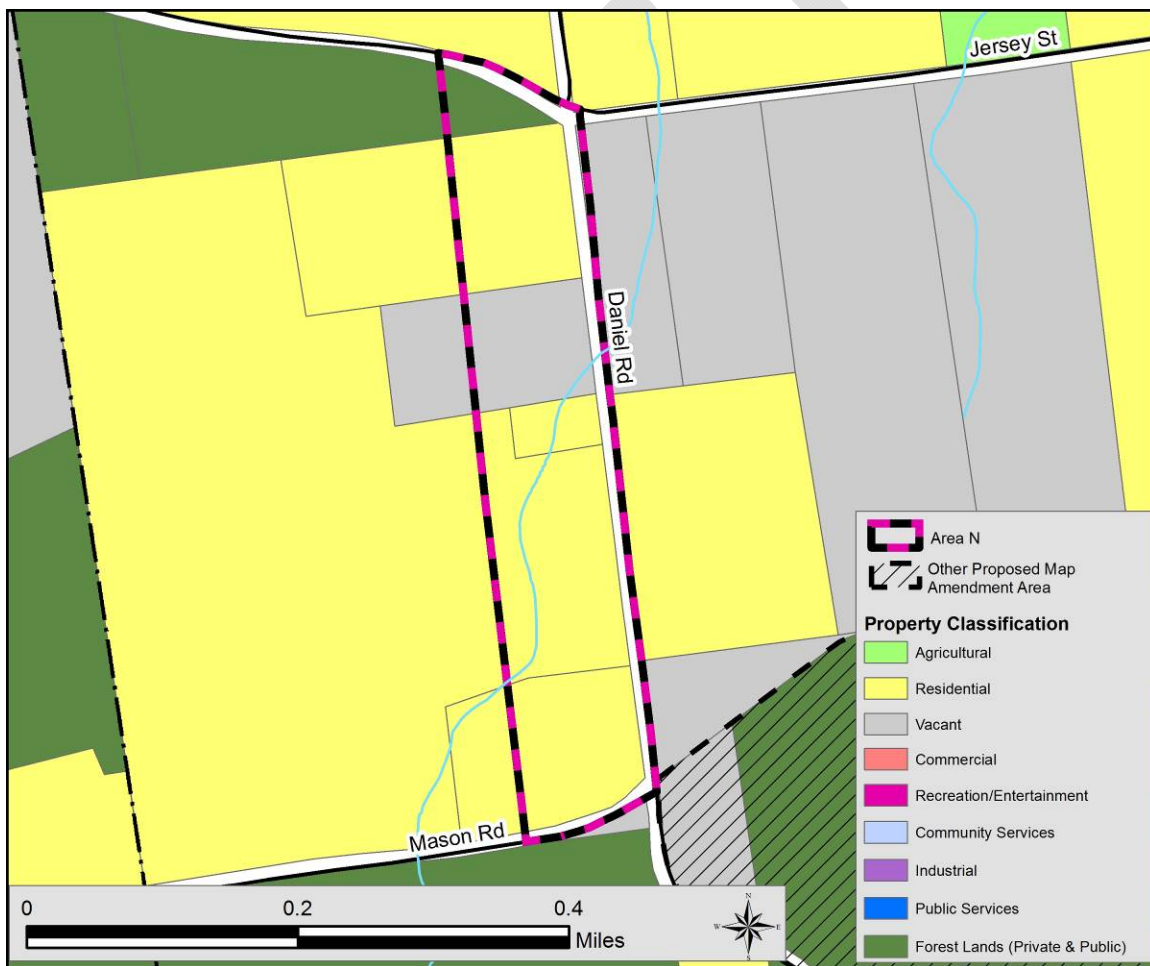 Jersey St
Daniel Rd
Mason Rd
Area N
Other Proposed Map
Amendment Area
Property Classification
Agricultural
Residential
Vacant
Commercial
Recreation/Entertainment
Community Services
Industrial
Public Services
Forest Lands (Private & Public)
0 0.2 0.4
Miles
N
W E
S